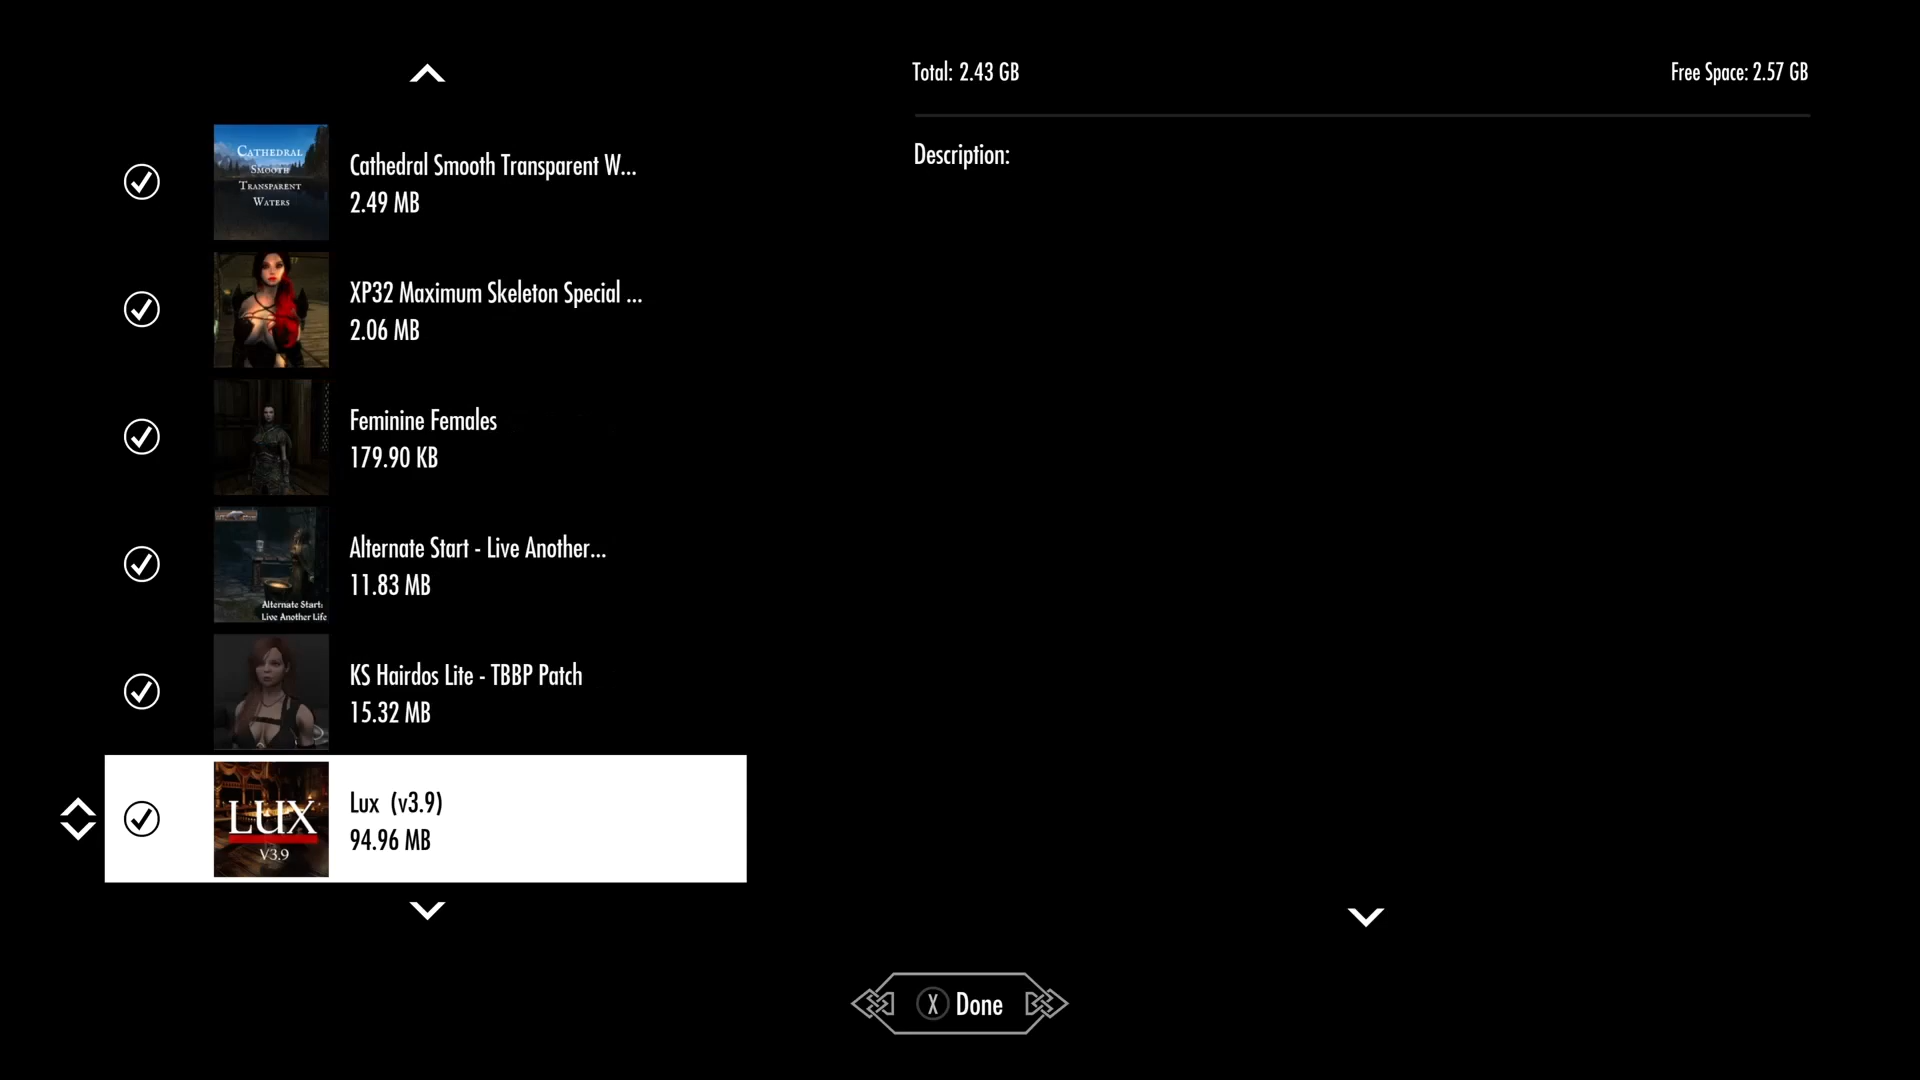 Total: 2.43 GB
Free Space: 2.57 GB
Description:
CATHEDRAL
SMOOTH
TRANSPARENT
WATERS
Cathedral Smooth Transparent W...
2.49 MB
XP32 Maximum Skeleton Special ...
2.06 MB
Feminine Females
179.90 KB
Alternate Start:
Live Another Life
Alternate Start - Live Another...
11.83 MB
KS Hairdos Lite - TBBP Patch
15.32 MB
LUX
V3.9
Lux (v3.9)
94.96 MB
X Done